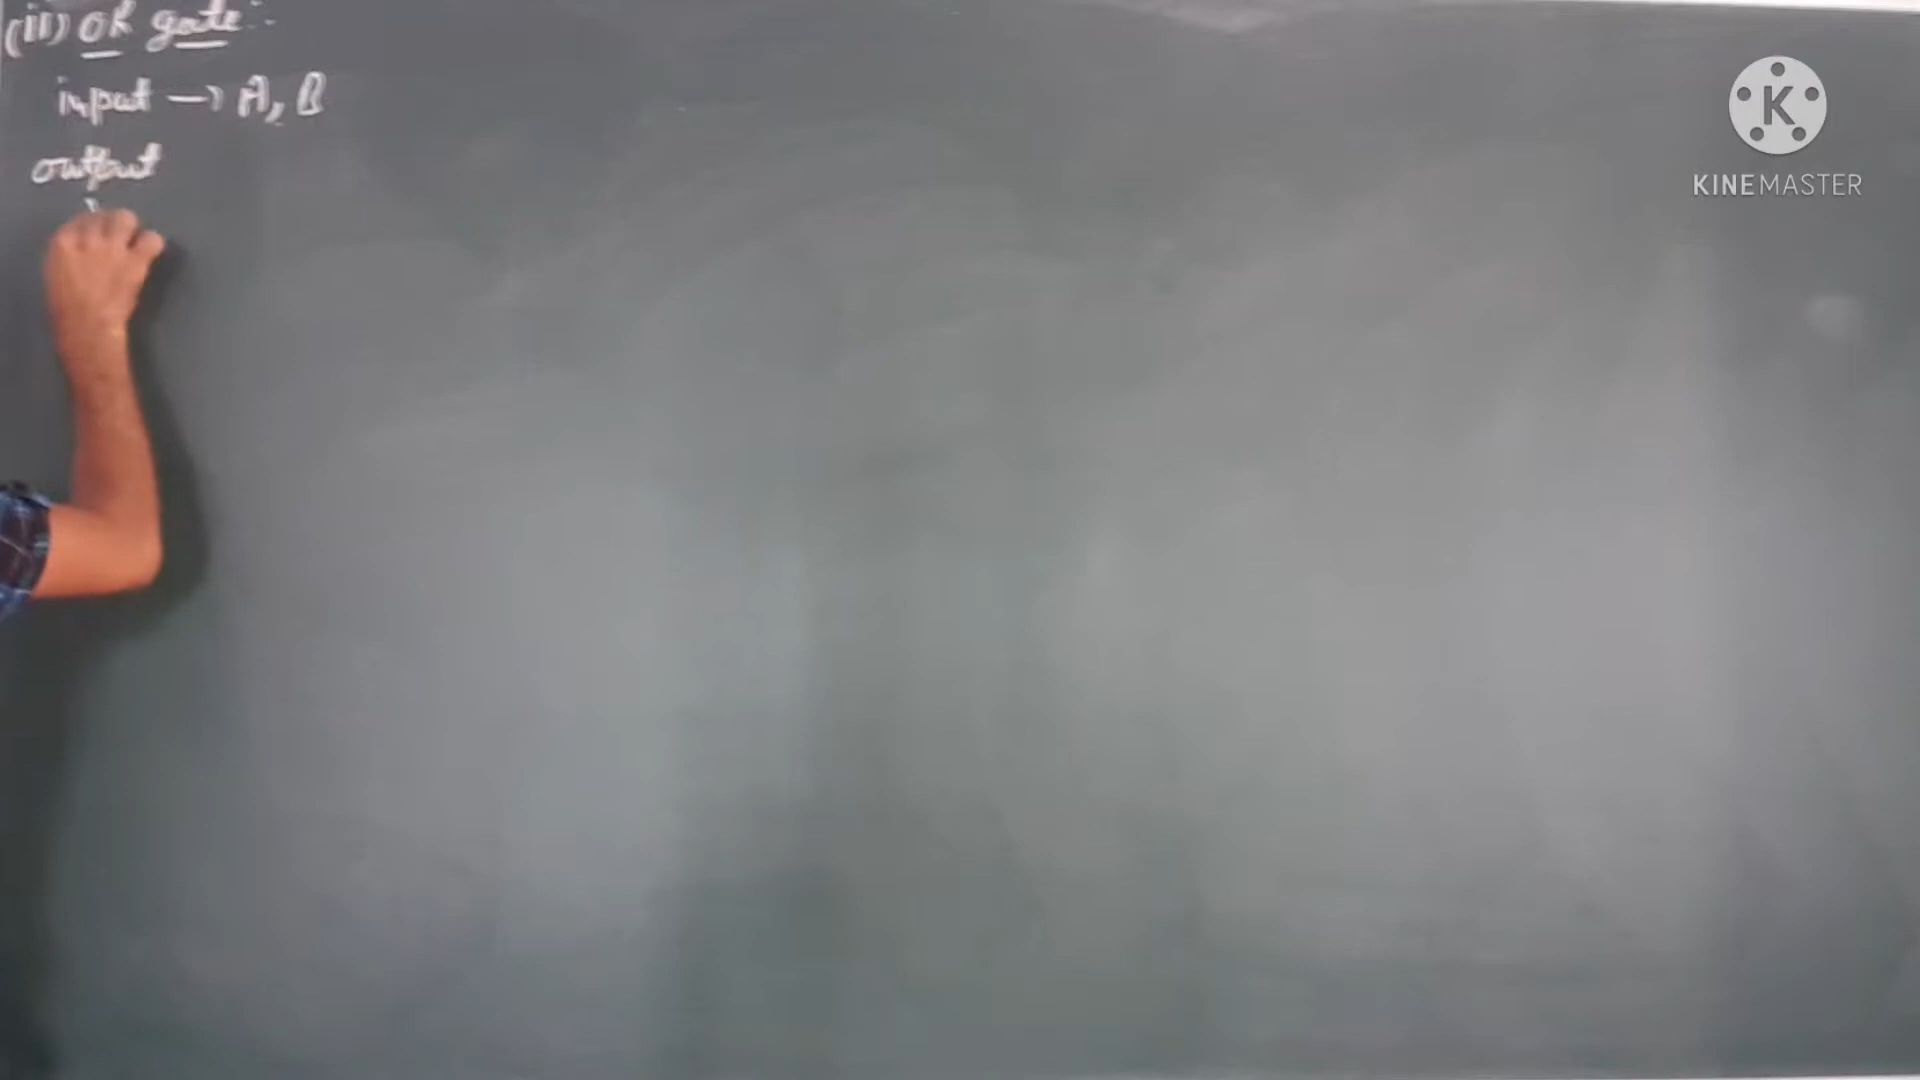 (ii) OR gate :-
input → A, B
output
KINEMASTER